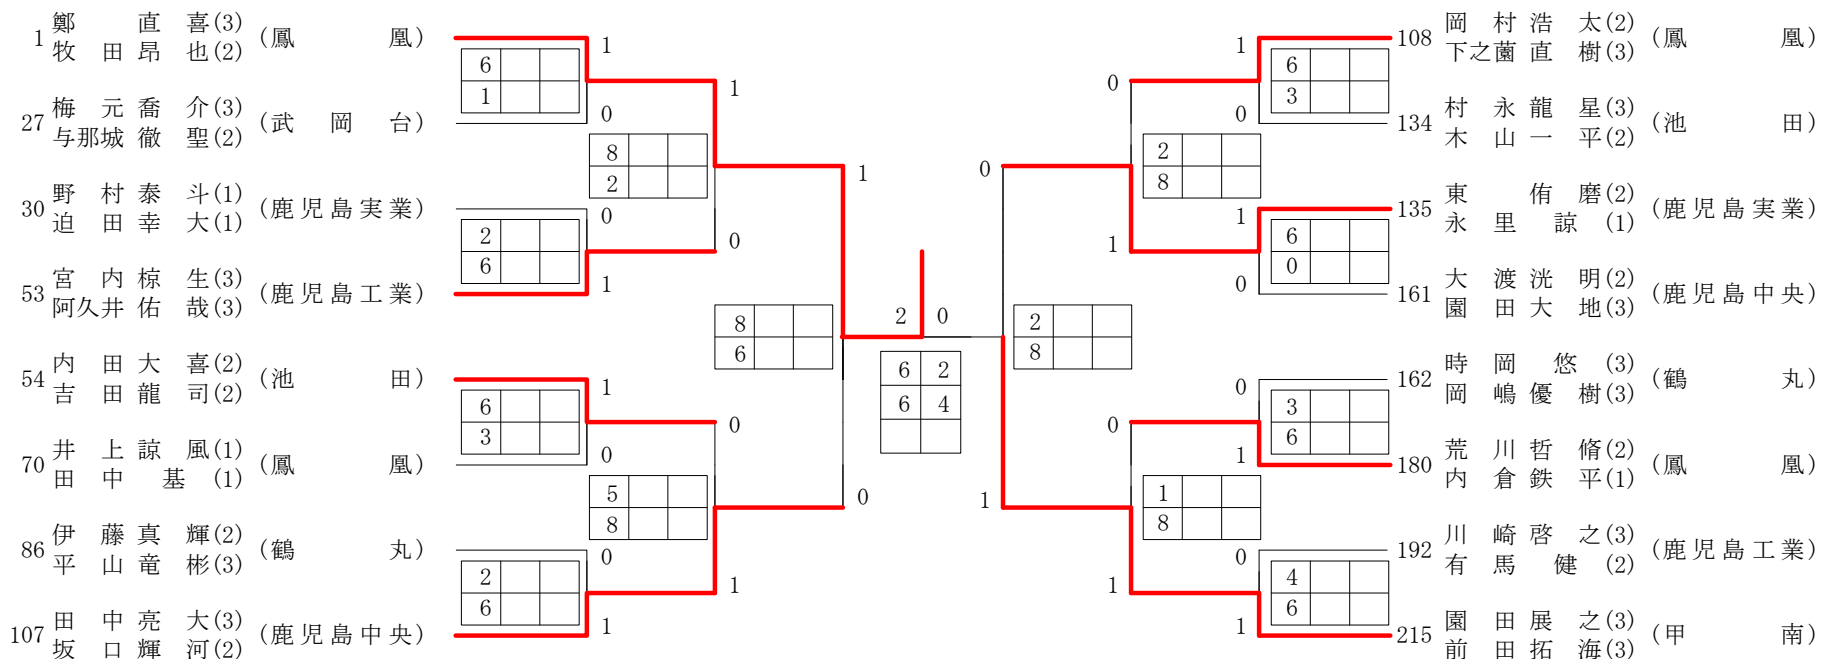 1 鄭 直 喜(3) (鳳 凰)
牧 田 昂 也(2)
27 梅 元 喬 介(3) (武 岡 台)
与那城 徹 聖(2)
30 野 村 泰 斗(1) (鹿児島実業)
迫 田 幸 大(1)
53 宮 内 椋 生(3) (鹿児島工業)
阿久井 佑 哉(3)
54 内 田 大 喜(2) (池 田)
吉 田 龍 司(2)
70 井 上 諒 風(1) (鳳 凰)
田 中 基 (1)
86 伊 藤 真 輝(2) (鶴 丸)
平 山 竜 彬(3)
107 田 中 亮 大(3) (鹿児島中央)
坂 口 輝 河(2)
1
6
1
0
1
8
2
0
2
6
1
0
1
1
6
3
0
0
5
8
0
2
6
1
1
0
8
6
2 0
6 2
6 4
2
8
0
1
1
6
3
0
0
2
8
1
6
0
0
1
0
3
6
1
0
1
8
0
4
6
1
1
108 岡 村 浩 太(2) (鳳 凰)
下之薗 直 樹(3)
134 村 永 龍 星(3) (池 田)
木 山 一 平(2)
135 東 侑 磨(2) (鹿児島実業)
永 里 諒 (1)
161 大 渡 洸 明(2) (鹿児島中央)
園 田 大 地(3)
162 時 岡 悠 (3) (鶴 丸)
岡 嶋 優 樹(3)
180 荒 川 哲 脩(2) (鳳 凰)
内 倉 鉄 平(1)
192 川 崎 啓 之(3) (鹿児島工業)
有 馬 健 (2)
215 園 田 展 之(3) (甲 南)
前 田 拓 海(3)